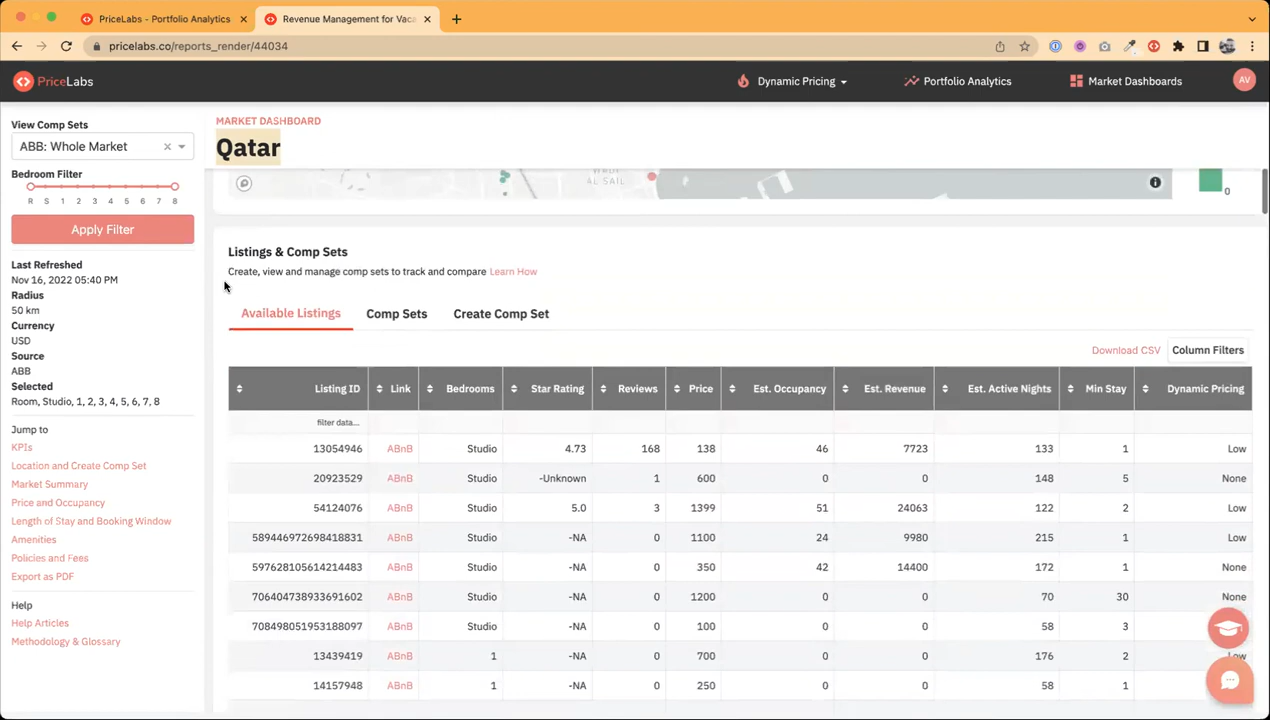 PriceLabs - Portfolio Analytics
Revenue Management for Vaca
pricelabs.co/reports_render/44034
PriceLabs
Dynamic Pricing
Portfolio Analytics
Market Dashboards
AV
View Comp Sets
ABB: Whole Market
Bedroom Filter
R S 1 2 3 4 5 6 7 8
Apply Filter
Last Refreshed
Nov 16, 2022 05:40 PM
Radius
50 km
Currency
USD
Source
ABB
Selected
Room, Studio, 1, 2, 3, 4, 5, 6, 7, 8
Jump to
KPIs
Location and Create Comp Set
Market Summary
Price and Occupancy
Length of Stay and Booking Window
Amenities
Policies and Fees
Export as PDF
Help
Help Articles
Methodology & Glossary
MARKET DASHBOARD
Qatar
AL SAIL
0
Listings & Comp Sets
Create, view and manage comp sets to track and compare Learn How
Available Listings Comp Sets Create Comp Set
Download CSV Column Filters
Listing ID Link Bedrooms Star Rating Reviews Price Est. Occupancy Est. Revenue Est. Active Nights Min Stay Dynamic Pricing
filter data...
13054946 ABnB Studio 4.73 168 138 46 7723 133 1 Low
20923529 ABnB Studio -Unknown 1 600 0 0 148 5 None
54124076 ABnB Studio 5.0 3 1399 51 24063 122 2 Low
589446972698418831 ABnB Studio -NA 0 1100 24 9980 215 1 Low
597628105614214483 ABnB Studio -NA 0 350 42 14400 172 1 None
706404738933691602 ABnB Studio -NA 0 1200 0 0 70 30 None
708498051953188097 ABnB Studio -NA 0 100 0 0 58 3
13439419 ABnB 1 -NA 0 700 0 0 176 2 Low
14157948 ABnB 1 -NA 0 250 0 0 58 1